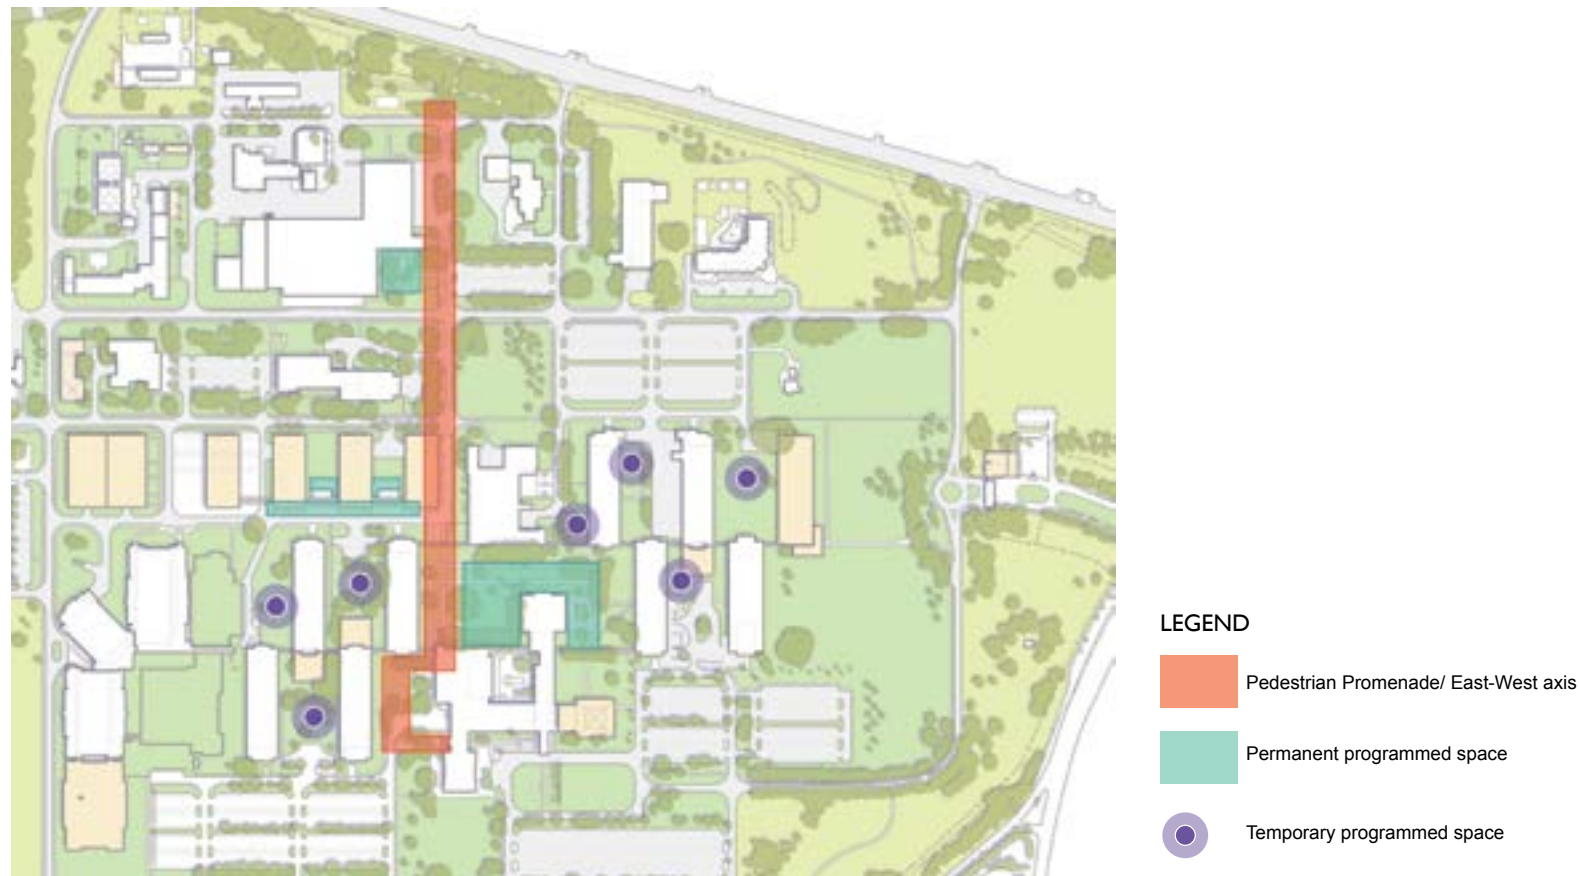 LEGEND
Pedestrian Promenade/ East-West axis
Permanent programmed space
Temporary programmed space